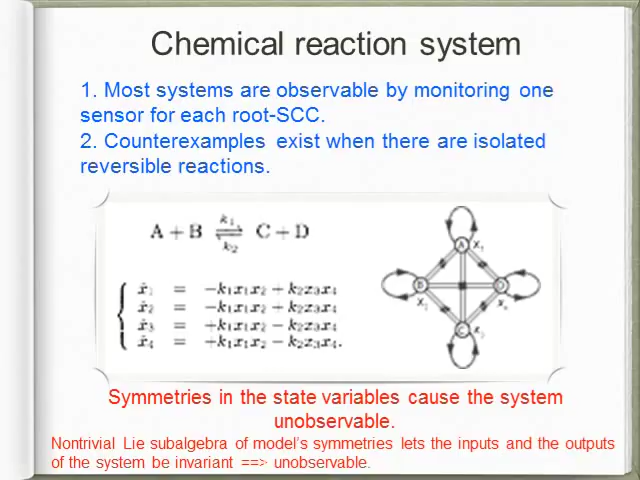 Chemical reaction system
1. Most systems are observable by monitoring one
sensor for each root-SCC.
2. Counterexamples exist when there are isolated
reversible reactions.
A + B k₁ ⇌ k₂ C + D
ẋ₁ = −k₁x₁x₂ + k₂x₃x₄
ẋ₂ = −k₁x₁x₂ + k₂x₃x₄
ẋ₃ = +k₁x₁x₂ − k₂x₃x₄
ẋ₄ = +k₁x₁x₂ − k₂x₃x₄.
A x₁
B D
C
Symmetries in the state variables cause the system
unobservable.
Nontrivial Lie subalgebra of model's symmetries lets the inputs and the outputs
of the system be invariant ==> unobservable.